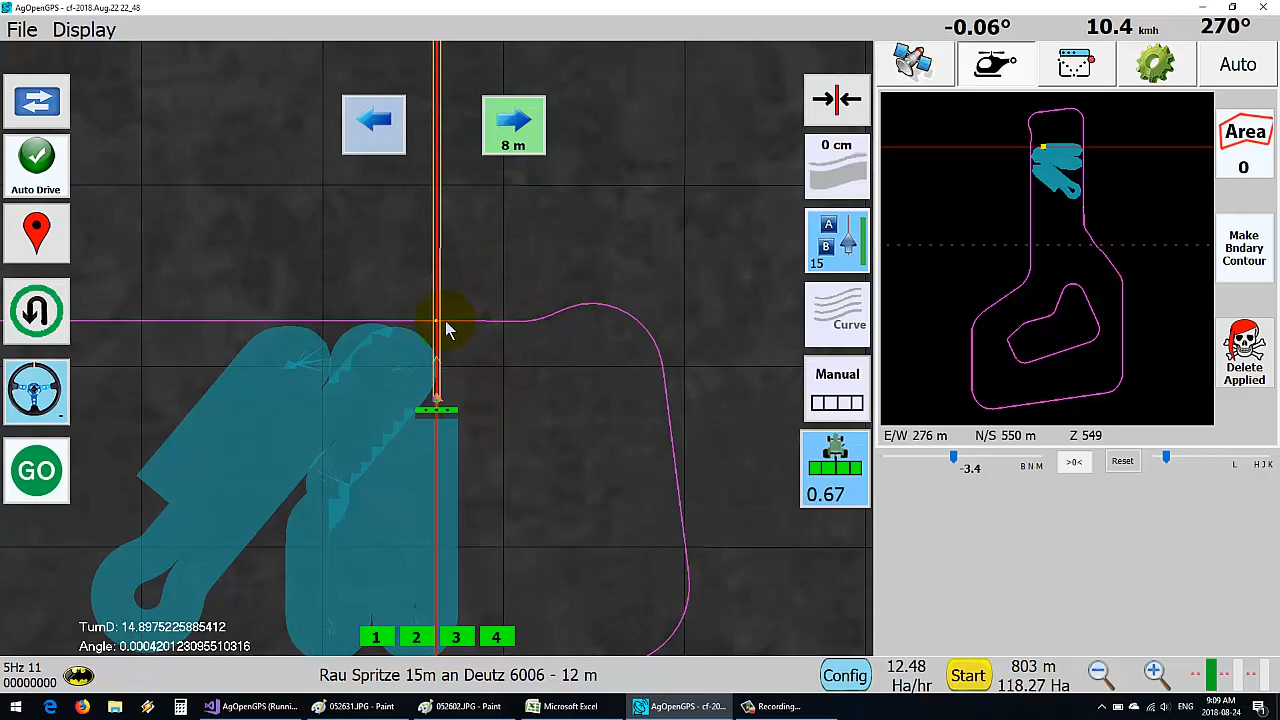 AgOpenGPS - cf-2018.Aug.22 22_48
File Display
-0.06° 10.4 kmh 270°
Auto
8 m
0 cm
Auto Drive
A
B
15
Curve
Manual
GO
0.67
Area
0
Make
Bndary
Contour
Delete
Applied
E/W 276 m N/S 550 m Z 549
-3.4 B N M >0< Reset L H J K
TurnD: 14.8975225885412
Angle: 0.000420123095510316
1 2 3 4
5Hz 11
00000000
Rau Spritze 15m an Deutz 6006 - 12 m
Config
12.48
Ha/hr
Start
803 m
118.27 Ha
AgOpenGPS (Runni...
052631.JPG - Paint
052602.JPG - Paint
Microsoft Excel
AgOpenGPS - cf-20...
Recording...
ENG
9:09 AM
2018-08-24